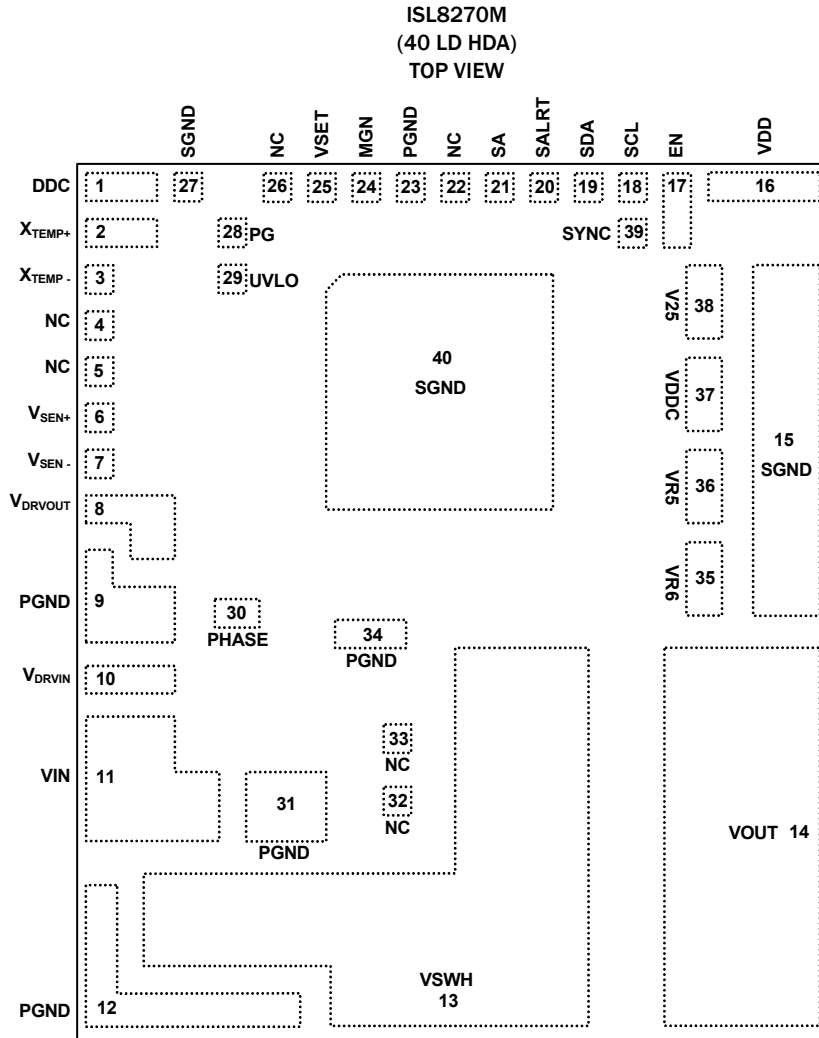 ISL8270M
(40 LD HDA)
TOP VIEW
SGND
NC
VSET
MGN
PGND
NC
SA
SALRT
SDA
SCL
EN
VDD
DDC 1 27 26 25 24 23 22 21 20 19 18 17 16
XTEMP+ 2 28 PG SYNC 39
XTEMP - 3 29 UVLO
V25 38
NC 4
40
SGND
NC 5
VDDC 37
VSEN+ 6
15
SGND
VSEN - 7
VR5 36
VDRVOUT 8
VR6 35
PGND 9
30
PHASE
34
PGND
VDRVIN 10
33
NC
VIN 11
31
PGND
32
NC
VOUT 14
VSWH
13
PGND 12